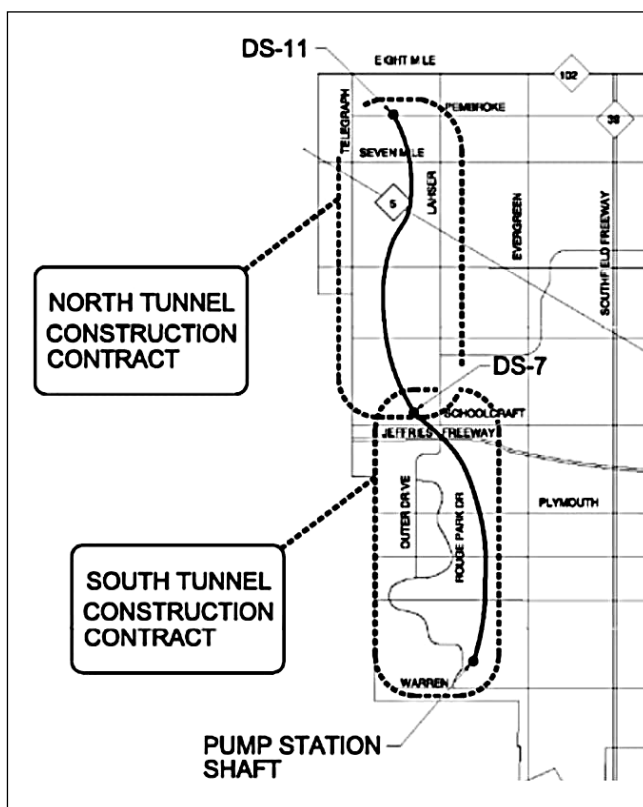 DS-11
EIGHT MILE
102
PEMBROKE
39
TELEGRAPH
SEVEN MILE
LAHSER
5
EVERGREEN
SOUTHFIELD FREEWAY
NORTH TUNNEL
CONSTRUCTION
CONTRACT
DS-7
SCHOOLCRAFT
JEFFRIES FREEWAY
PLYMOUTH
OUTER DRIVE
ROUGE PARK DR
SOUTH TUNNEL
CONSTRUCTION
CONTRACT
WARREN
PUMP STATION
SHAFT